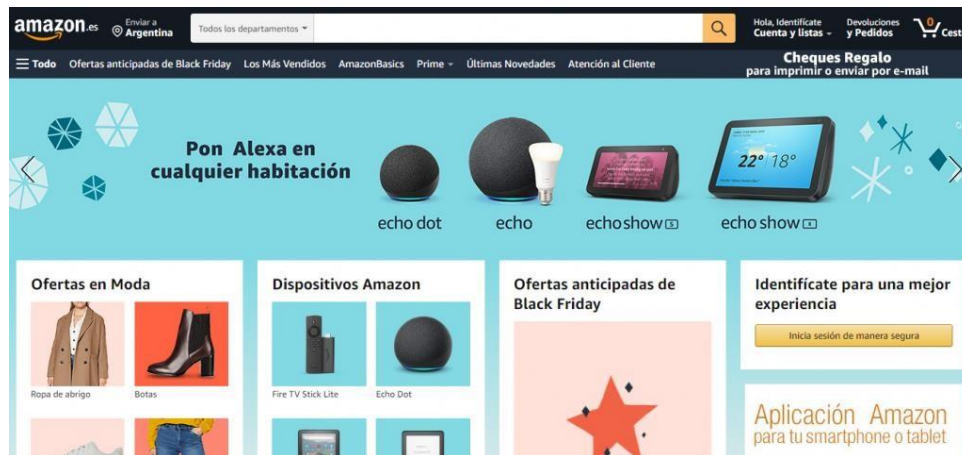 amazon.es
Enviar a
Argentina
Todos los departamentos
Hola, Identifícate
Cuenta y listas
Devoluciones
y Pedidos
0
Cest
Todo
Ofertas anticipadas de Black Friday
Los Más Vendidos
AmazonBasics
Prime
Últimas Novedades
Atención al Cliente
Cheques Regalo
para imprimir o enviar por e-mail
Pon Alexa en
cualquier habitación
22° 18°
echo dot
echo
echo show 5
echo show 8
Ofertas en Moda
Ropa de abrigo
Botas
Dispositivos Amazon
Fire TV Stick Lite
Echo Dot
Ofertas anticipadas de
Black Friday
Identifícate para una mejor
experiencia
Inicia sesión de manera segura
Aplicación Amazon
para tu smartphone o tablet